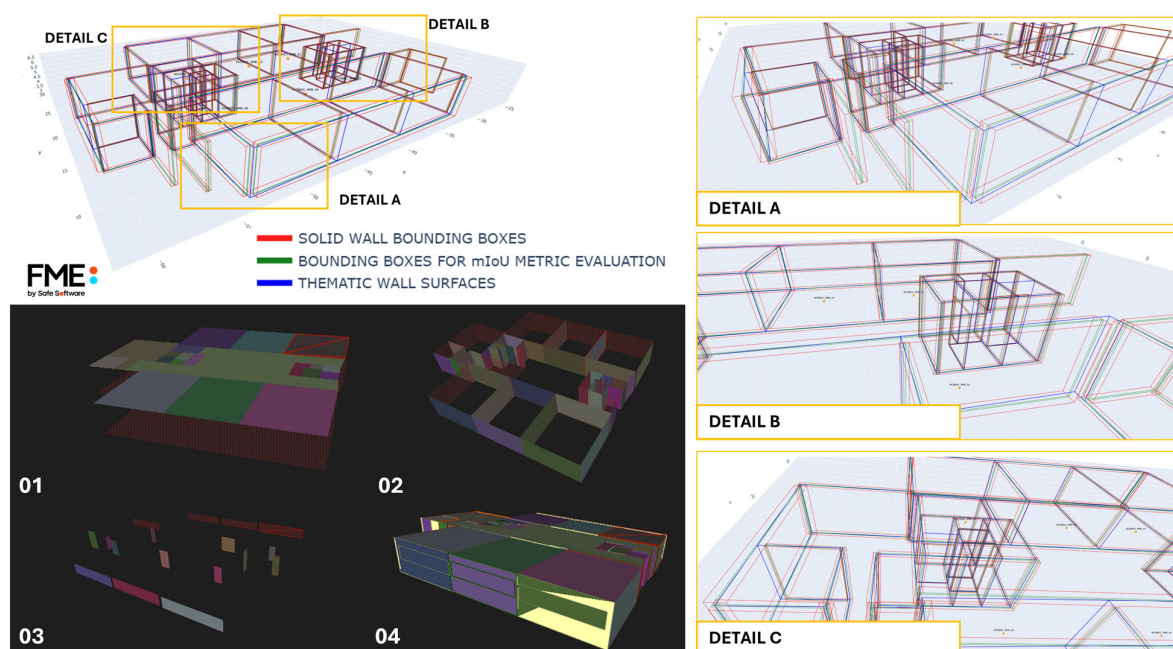 DETAIL C
DETAIL B
DETAIL A
SOLID WALL BOUNDING BOXES
BOUNDING BOXES FOR mIoU METRIC EVALUATION
THEMATIC WALL SURFACES
FME
by Safe Software
01
02
03
04
DETAIL A
DETAIL B
DETAIL C